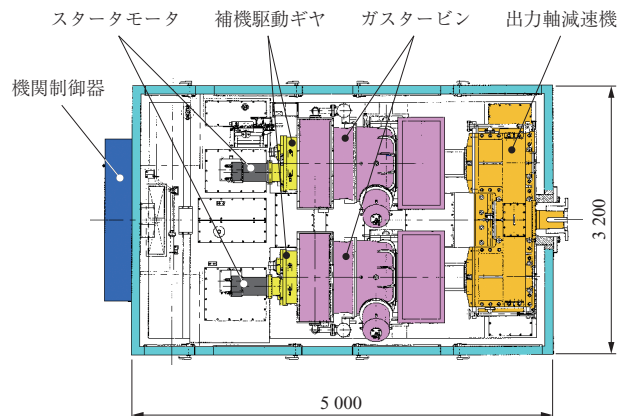 スタータモータ
補機駆動ギヤ
ガスタービン
出力軸減速機
機関制御器
3 200
5 000